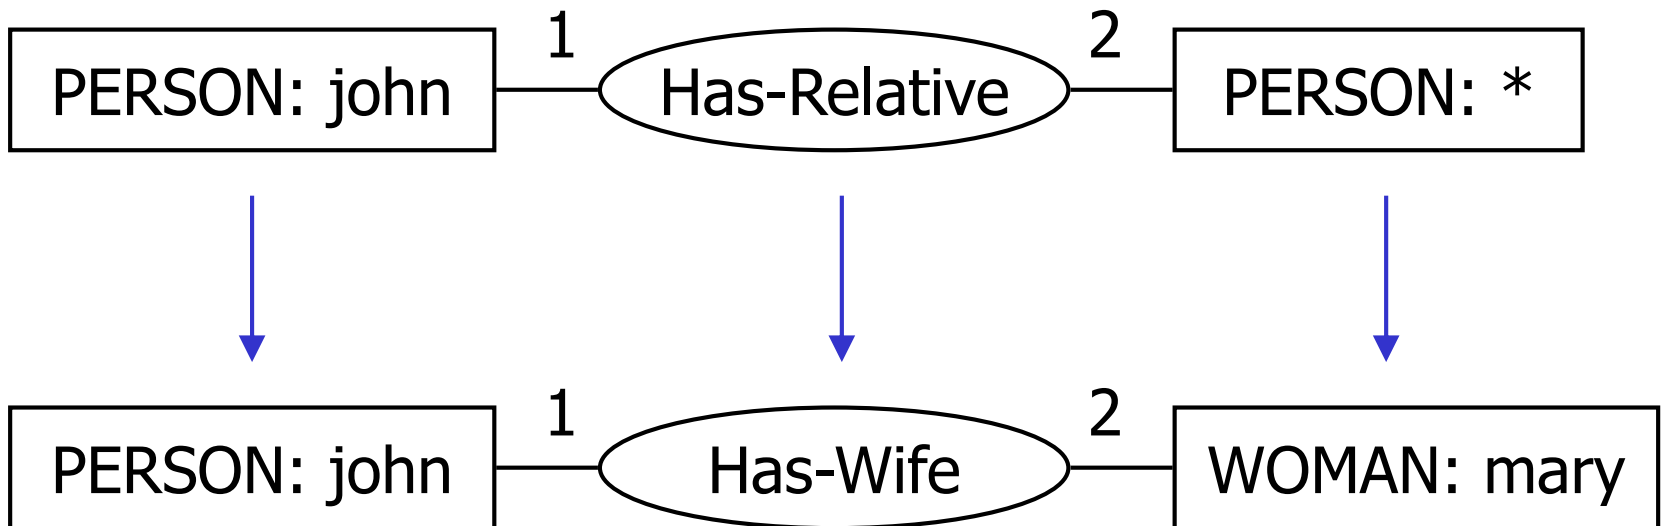 1 2
PERSON: john Has-Relative PERSON: *
1 2
PERSON: john Has-Wife WOMAN: mary